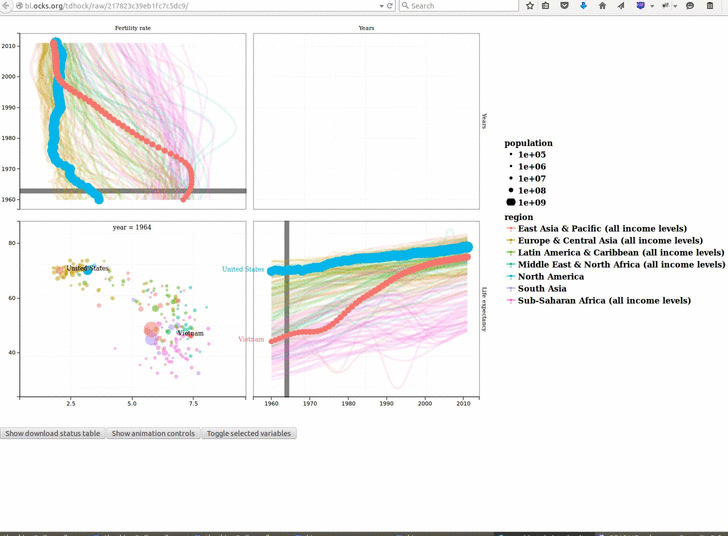 bl.ocks.org/tdhock/raw/217823c39eb1fc7c5dc9/
Search
Fertility rate
Years
2010
2000
1990
1980
1970
1960
Years
year = 1964
80
60
40
United States
Vietnam
2.5 5.0 7.5
United States
Vietnam
1960 1970 1980 1990 2000 2010
Life expectancy
population
1e+05
1e+06
1e+07
1e+08
1e+09
region
East Asia & Pacific (all income levels)
Europe & Central Asia (all income levels)
Latin America & Caribbean (all income levels)
Middle East & North Africa (all income levels)
North America
South Asia
Sub-Saharan Africa (all income levels)
Show download status table Show animation controls Toggle selected variables